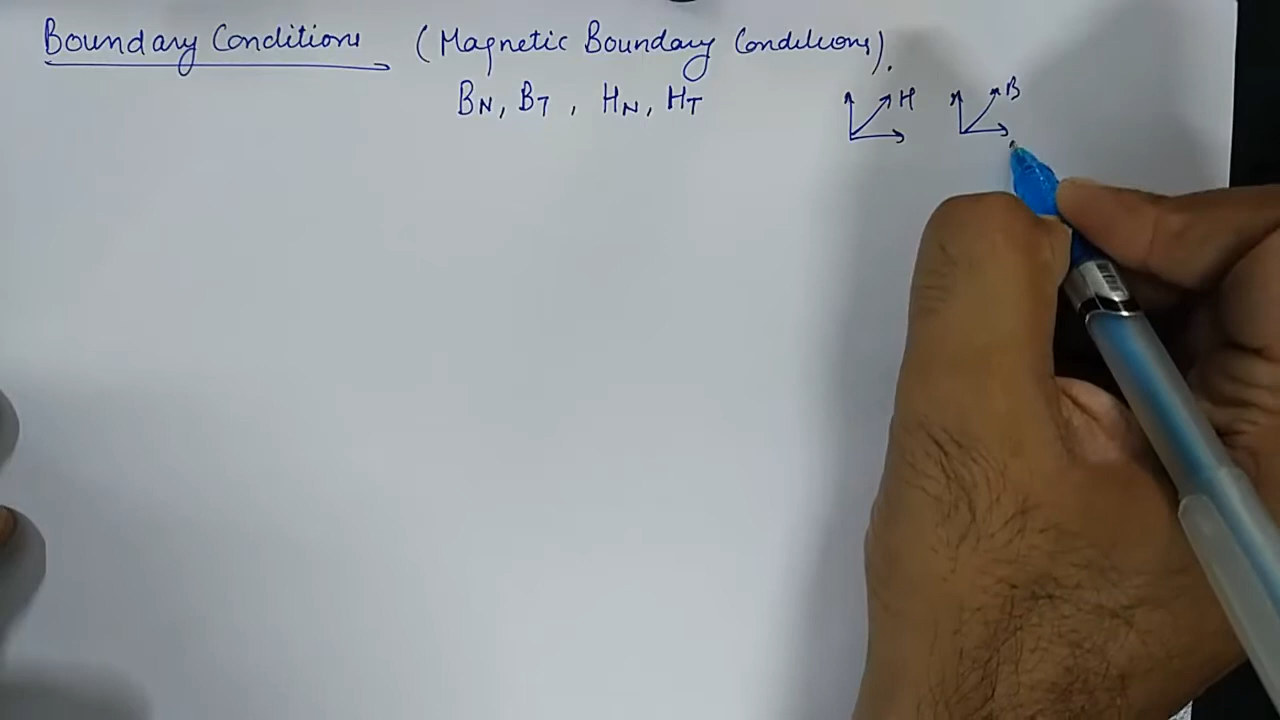 Boundary Conditions (Magnetic Boundary Conditions).
BN, BT, HN, HT
H B